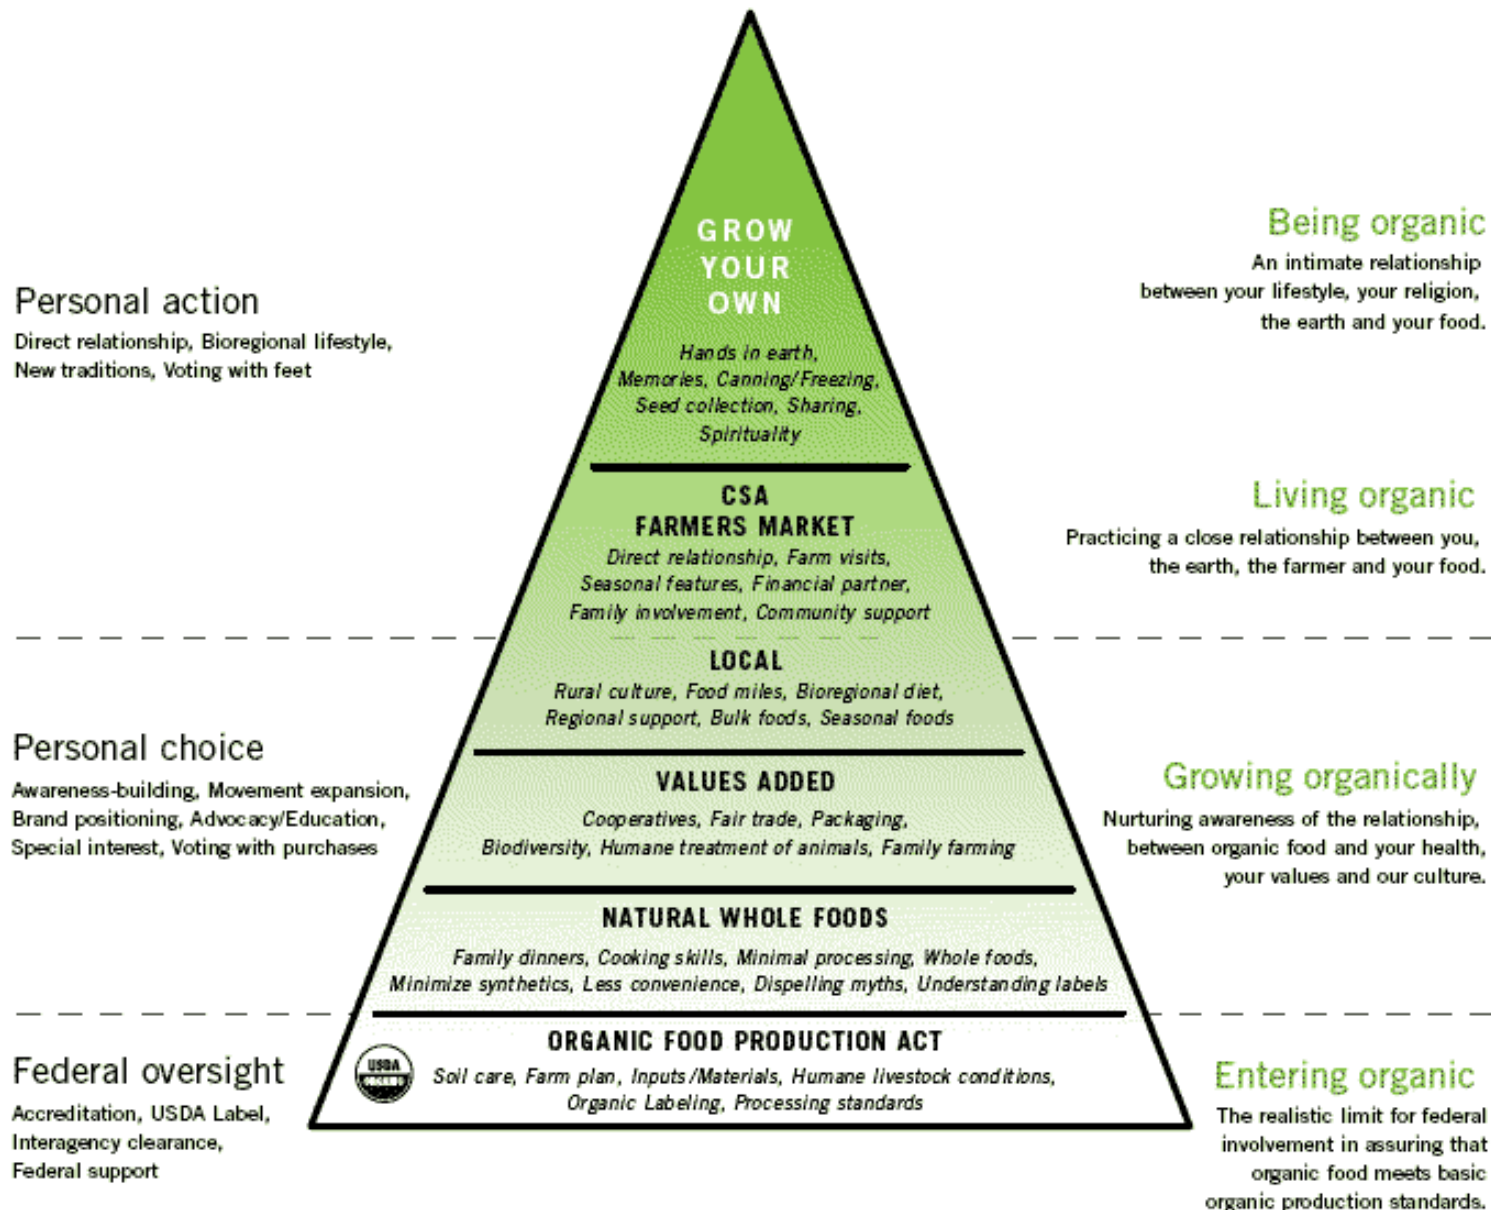 GROW
YOUR
OWN
Hands in earth,
Memories, Canning/Freezing,
Seed collection, Sharing,
Spirituality
CSA
FARMERS MARKET
Direct relationship, Farm visits,
Seasonal features, Financial partner,
Family involvement, Community support
LOCAL
Rural culture, Food miles, Bioregional diet,
Regional support, Bulk foods, Seasonal foods
VALUES ADDED
Cooperatives, Fair trade, Packaging,
Biodiversity, Humane treatment of animals, Family farming
NATURAL WHOLE FOODS
Family dinners, Cooking skills, Minimal processing, Whole foods,
Minimize synthetics, Less convenience, Dispelling myths, Understanding labels
ORGANIC FOOD PRODUCTION ACT
USDA
Soil care, Farm plan, Inputs/Materials, Humane livestock conditions,
Organic Labeling, Processing standards
Personal action
Direct relationship, Bioregional lifestyle,
New traditions, Voting with feet
Personal choice
Awareness-building, Movement expansion,
Brand positioning, Advocacy/Education,
Special interest, Voting with purchases
Federal oversight
Accreditation, USDA Label,
Interagency clearance,
Federal support
Being organic
An intimate relationship
between your lifestyle, your religion,
the earth and your food.
Living organic
Practicing a close relationship between you,
the earth, the farmer and your food.
Growing organically
Nurturing awareness of the relationship,
between organic food and your health,
your values and our culture.
Entering organic
The realistic limit for federal
involvement in assuring that
organic food meets basic
organic production standards.